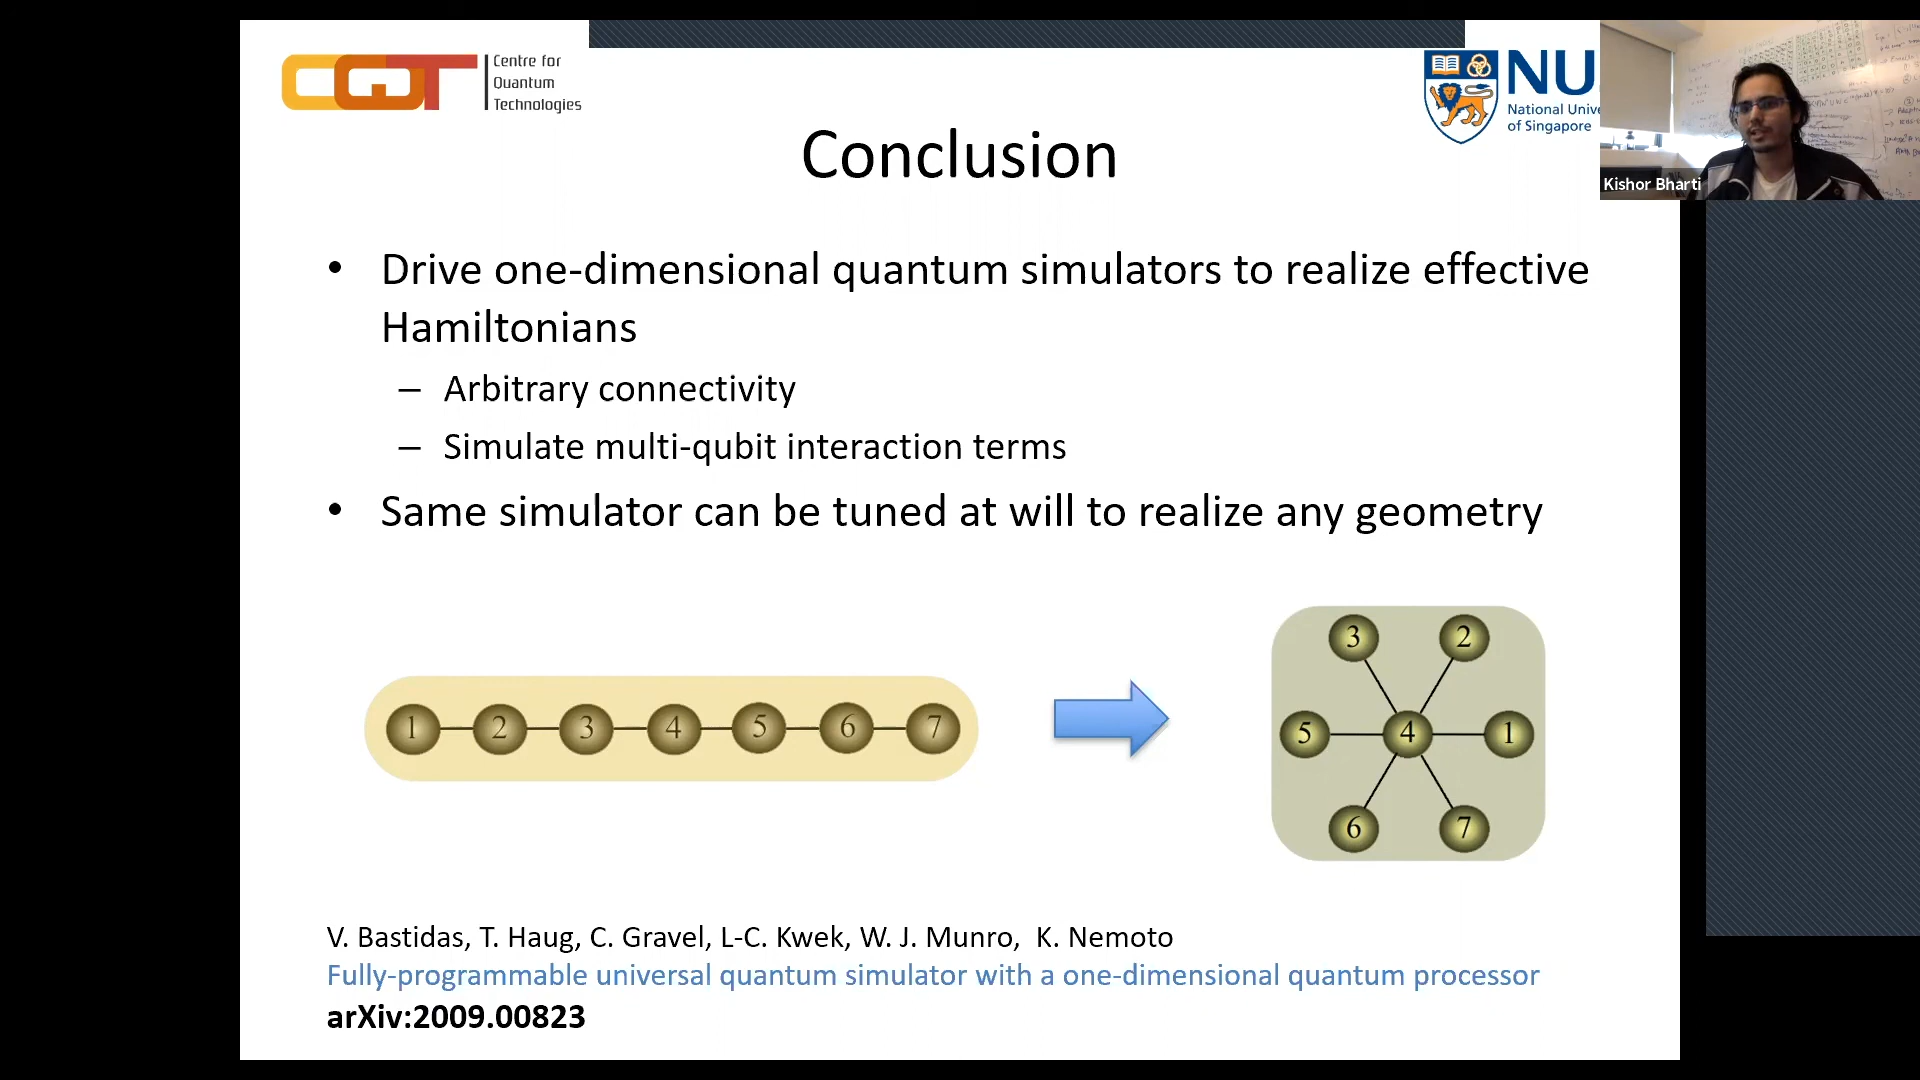 Centre for
Quantum
Technologies
NU
National Unive
of Singapore
Kishor Bharti
Conclusion
• Drive one-dimensional quantum simulators to realize effective
Hamiltonians
– Arbitrary connectivity
– Simulate multi-qubit interaction terms
• Same simulator can be tuned at will to realize any geometry
1 2 3 4 5 6 7
3 2
5 4 1
6 7
V. Bastidas, T. Haug, C. Gravel, L-C. Kwek, W. J. Munro, K. Nemoto
Fully-programmable universal quantum simulator with a one-dimensional quantum processor
arXiv:2009.00823